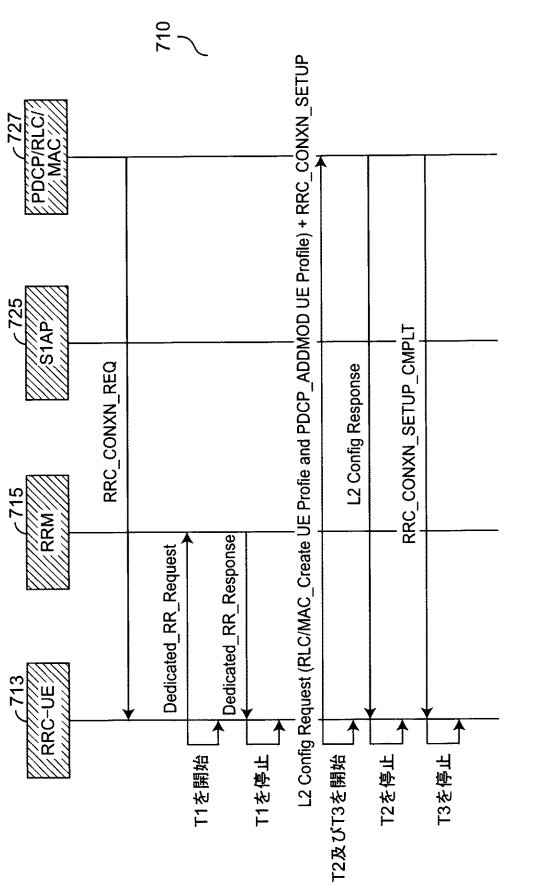 710
713
RRC-UE
715
RRM
725
S1AP
727
PDCP/RLC/
MAC
RRC_CONXN_REQ
Dedicated_RR_Request
T1を開始
Dedicated_RR_Response
T1を停止
L2 Config Request (RLC/MAC_Create UE Profie and PDCP_ADDMOD UE Profile) + RRC_CONXN_SETUP
T2及びT3を開始
L2 Config Response
T2を停止
RRC_CONXN_SETUP_CMPLT
T3を停止